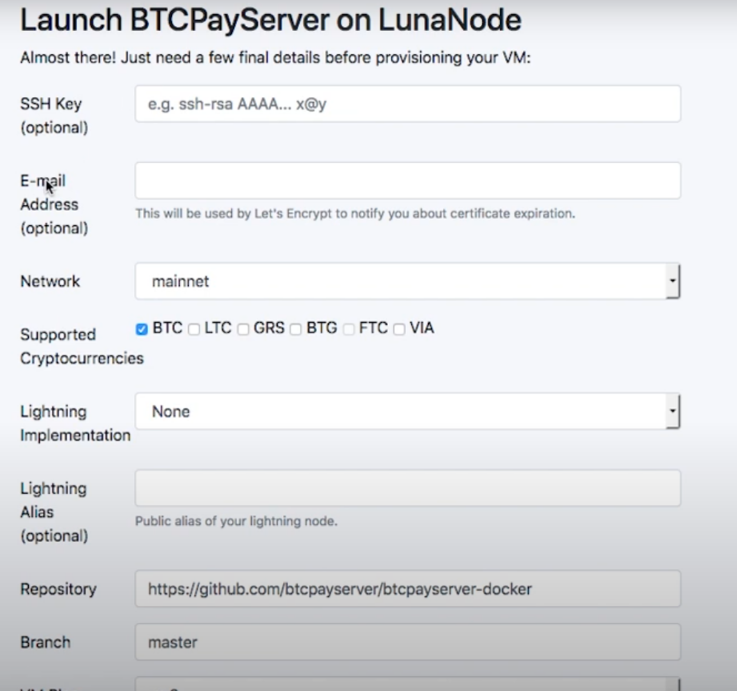 Launch BTCPayServer on LunaNode
Almost there! Just need a few final details before provisioning your VM:
SSH Key
(optional)
e.g. ssh-rsa AAAA... x@y
E-mail
Address
(optional)
This will be used by Let's Encrypt to notify you about certificate expiration.
Network
mainnet
Supported
Cryptocurrencies
BTC LTC GRS BTG FTC VIA
Lightning
Implementation
None
Lightning
Alias
(optional)
Public alias of your lightning node.
Repository
https://github.com/btcpayserver/btcpayserver-docker
Branch
master